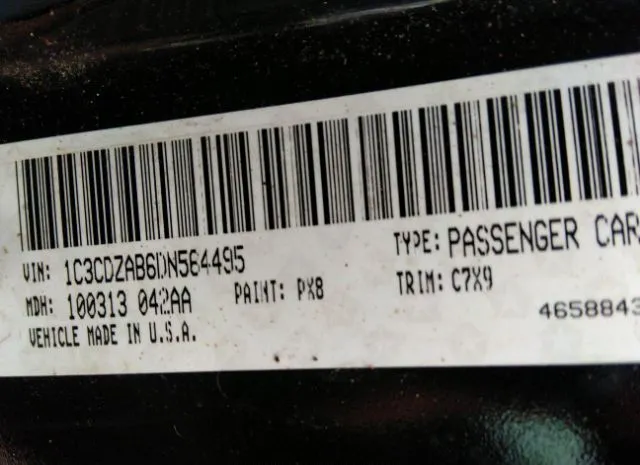 VIN: 1C3CDZAB6DN564495
TYPE: PASSENGER CAR
MDH: 100313 042AA
PAINT: PX8
TRIM: C7X9
VEHICLE MADE IN U.S.A.
4658843